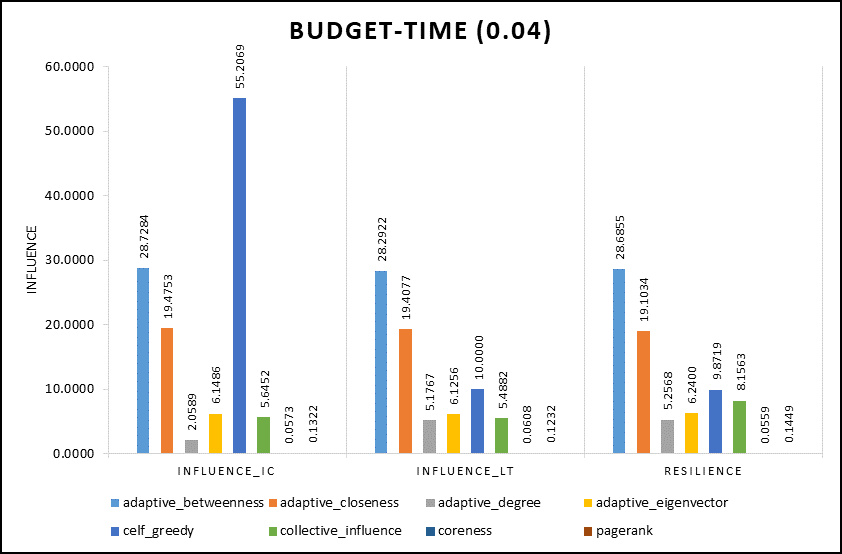 BUDGET-TIME (0.04)
INFLUENCE
60.0000
50.0000
40.0000
30.0000
20.0000
10.0000
0.0000
28.7284
19.4753
2.0589
6.1486
55.2069
5.6452
0.0573
0.1322
28.2922
19.4077
5.1767
6.1256
10.0000
5.4882
0.0608
0.1232
28.6855
19.1034
5.2568
6.2400
9.8719
8.1563
0.0559
0.1449
INFLUENCE_IC
INFLUENCE_LT
RESILIENCE
adaptive_betweenness
adaptive_closeness
adaptive_degree
adaptive_eigenvector
celf_greedy
collective_influence
coreness
pagerank